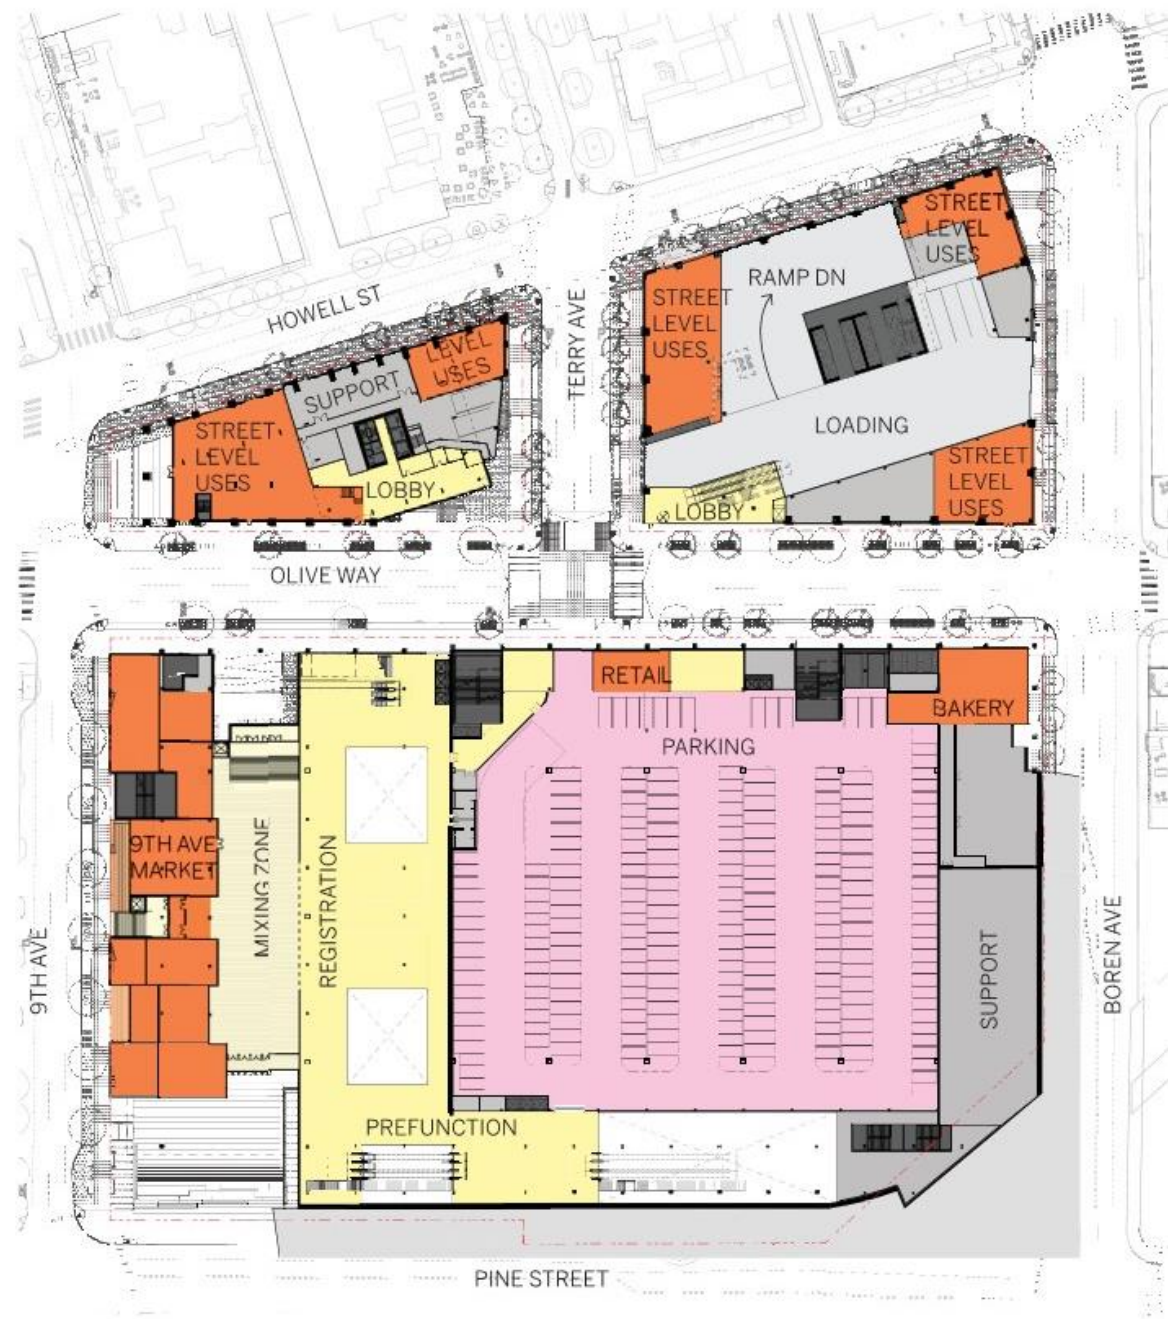 STREET
LEVEL
USES
RAMP DN
STREET
LEVEL
USES
HOWELL ST
TERRY AVE
LEVEL
USES
SUPPORT
LOADING
STREET
LEVEL
USES
LOBBY
STREET
LEVEL
USES
LOBBY
OLIVE WAY
RETAIL
BAKERY
PARKING
9TH AVE
MARKET
MIXING ZONE
REGISTRATION
9TH AVE
SUPPORT
BOREN AVE
PREFUNCTION
PINE STREET